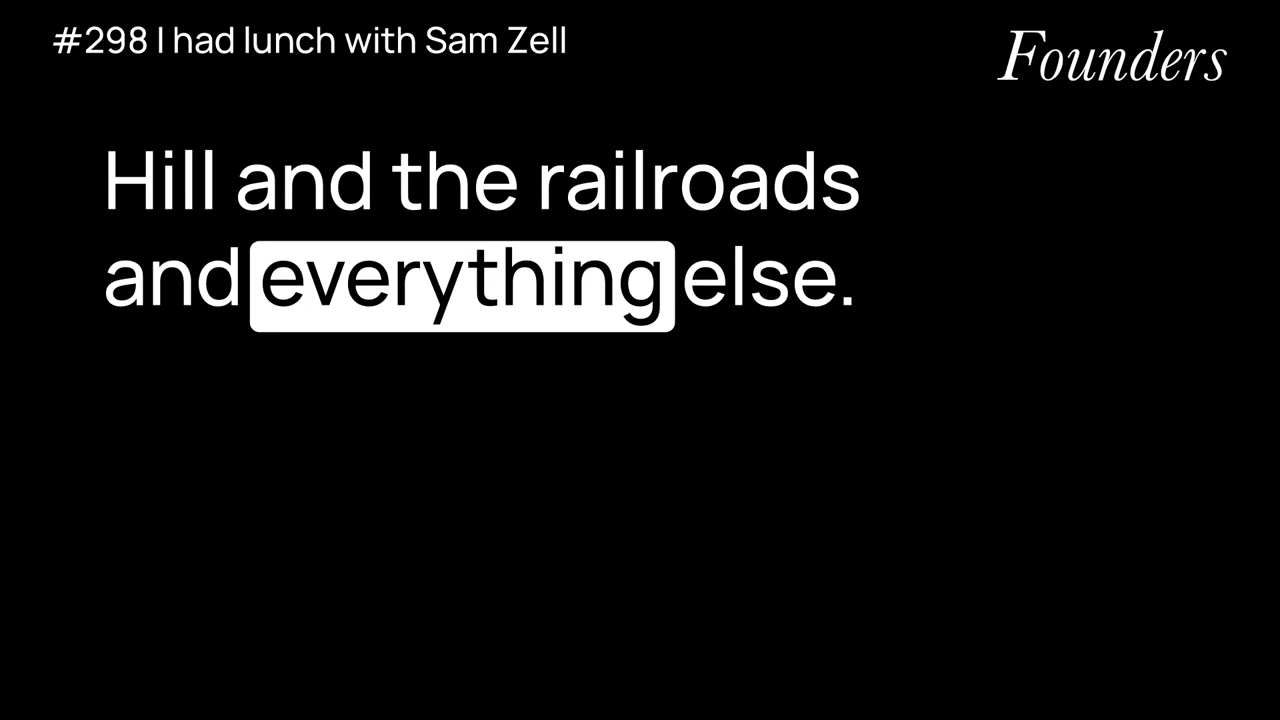 #298 I had lunch with Sam Zell
Founders
Hill and the railroads
and everything else.